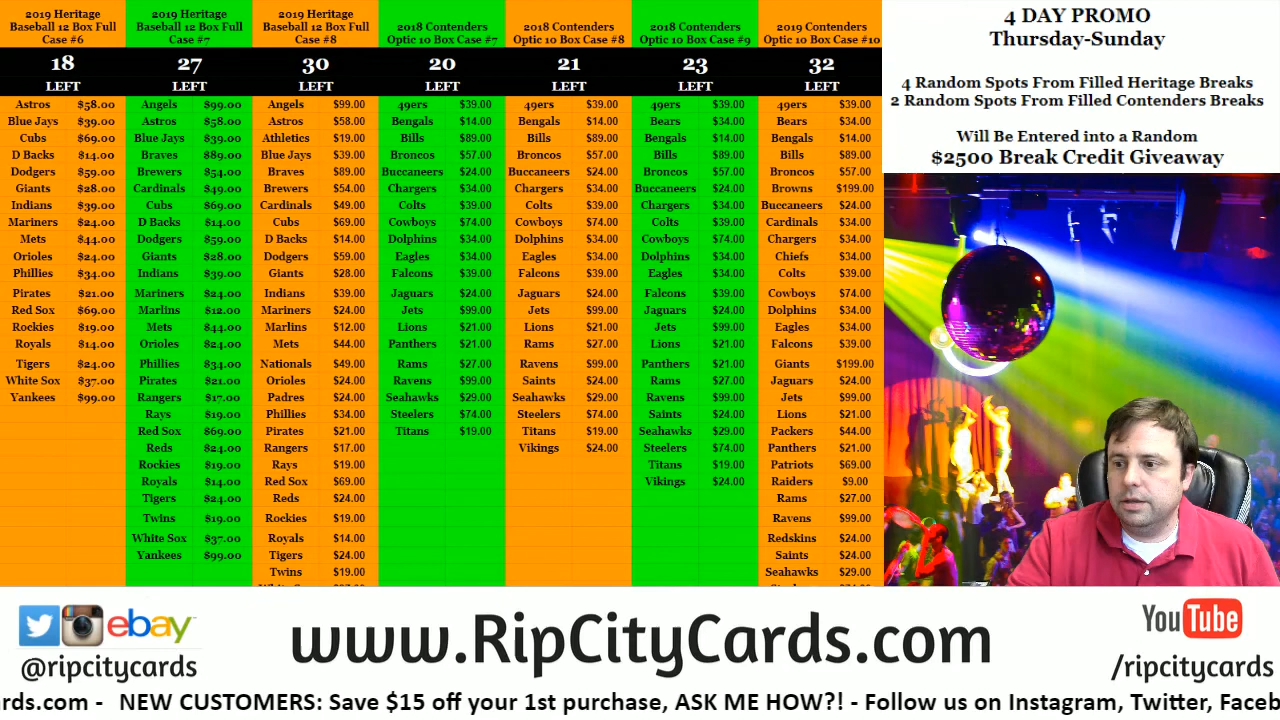 2019 Heritage
Baseball 12 Box Full
Case #6
18
LEFT
Astros $58.00
Blue Jays $39.00
Cubs $69.00
D Backs $14.00
Dodgers $59.00
Giants $28.00
Indians $39.00
Mariners $24.00
Mets $44.00
Orioles $24.00
Phillies $34.00
Pirates $21.00
Red Sox $69.00
Rockies $19.00
Royals $14.00
Tigers $24.00
White Sox $37.00
Yankees $99.00
2019 Heritage
Baseball 12 Box Full
Case #7
27
LEFT
Angels $99.00
Astros $58.00
Blue Jays $39.00
Braves $89.00
Brewers $54.00
Cardinals $49.00
Cubs $69.00
D Backs $14.00
Dodgers $59.00
Giants $28.00
Indians $39.00
Mariners $24.00
Marlins $12.00
Mets $44.00
Orioles $24.00
Phillies $34.00
Pirates $21.00
Rangers $17.00
Rays $19.00
Red Sox $69.00
Reds $24.00
Rockies $19.00
Royals $14.00
Tigers $24.00
Twins $19.00
White Sox $37.00
Yankees $99.00
2019 Heritage
Baseball 12 Box Full
Case #8
30
LEFT
Angels $99.00
Astros $58.00
Athletics $19.00
Blue Jays $39.00
Braves $89.00
Brewers $54.00
Cardinals $49.00
Cubs $69.00
D Backs $14.00
Dodgers $59.00
Giants $28.00
Indians $39.00
Mariners $24.00
Marlins $12.00
Mets $44.00
Nationals $49.00
Orioles $24.00
Padres $24.00
Phillies $34.00
Pirates $21.00
Rangers $17.00
Rays $19.00
Red Sox $69.00
Reds $24.00
Rockies $19.00
Royals $14.00
Tigers $24.00
Twins $19.00
2018 Contenders
Optic 10 Box Case #7
20
LEFT
49ers $39.00
Bengals $14.00
Bills $89.00
Broncos $57.00
Buccaneers $24.00
Chargers $34.00
Colts $39.00
Cowboys $74.00
Dolphins $34.00
Eagles $34.00
Falcons $39.00
Jaguars $24.00
Jets $99.00
Lions $21.00
Panthers $21.00
Rams $27.00
Ravens $99.00
Seahawks $29.00
Steelers $74.00
Titans $19.00
2018 Contenders
Optic 10 Box Case #8
21
LEFT
49ers $39.00
Bengals $14.00
Bills $89.00
Broncos $57.00
Buccaneers $24.00
Chargers $34.00
Colts $39.00
Cowboys $74.00
Dolphins $34.00
Eagles $34.00
Falcons $39.00
Jaguars $24.00
Jets $99.00
Lions $21.00
Rams $27.00
Ravens $99.00
Saints $24.00
Seahawks $29.00
Steelers $74.00
Titans $19.00
Vikings $24.00
2018 Contenders
Optic 10 Box Case #9
23
LEFT
49ers $39.00
Bears $34.00
Bengals $14.00
Bills $89.00
Broncos $57.00
Buccaneers $24.00
Chargers $34.00
Colts $39.00
Cowboys $74.00
Dolphins $34.00
Eagles $34.00
Falcons $39.00
Jaguars $24.00
Jets $99.00
Lions $21.00
Panthers $21.00
Rams $27.00
Ravens $99.00
Saints $24.00
Seahawks $29.00
Steelers $74.00
Titans $19.00
Vikings $24.00
2019 Contenders
Optic 10 Box Case #10
32
LEFT
49ers $39.00
Bears $34.00
Bengals $14.00
Bills $89.00
Broncos $57.00
Browns $199.00
Buccaneers $24.00
Cardinals $34.00
Chargers $34.00
Chiefs $34.00
Colts $39.00
Cowboys $74.00
Dolphins $34.00
Eagles $34.00
Falcons $39.00
Giants $199.00
Jaguars $24.00
Jets $99.00
Lions $21.00
Packers $44.00
Panthers $21.00
Patriots $69.00
Raiders $9.00
Rams $27.00
Ravens $99.00
Redskins $24.00
Saints $24.00
Seahawks $29.00
4 DAY PROMO
Thursday-Sunday
4 Random Spots From Filled Heritage Breaks
2 Random Spots From Filled Contenders Breaks
Will Be Entered into a Random
$2500 Break Credit Giveaway
ebay
@ripcitycards
www.RipCityCards.com
YouTube
/ripcitycards
ards.com - NEW CUSTOMERS: Save $15 off your 1st purchase, ASK ME HOW?! - Follow us on Instagram, Twitter, Faceb